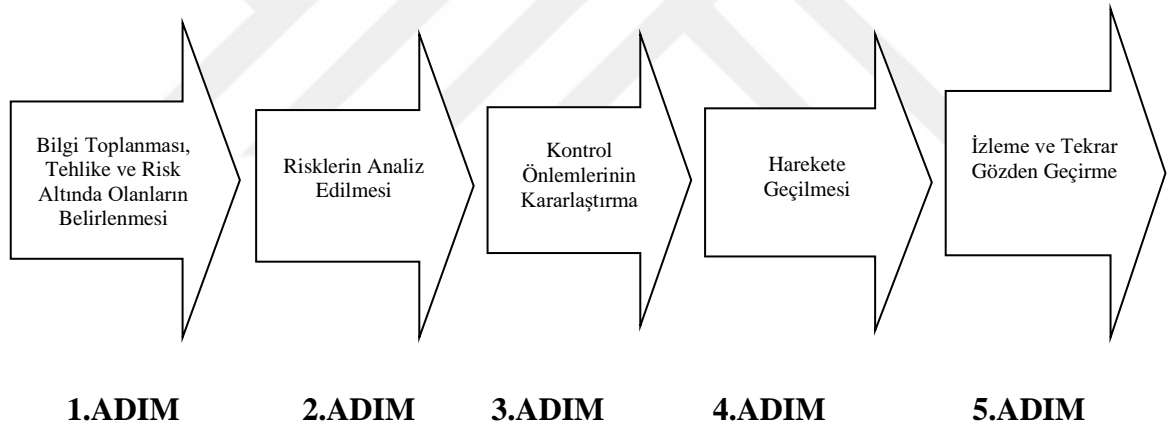 Bilgi Toplanması,
Tehlike ve Risk
Altında Olanların
Belirlenmesi
Risklerin Analiz
Edilmesi
Kontrol
Önlemlerinin
Kararlaştırma
Harekete
Geçilmesi
İzleme ve Tekrar
Gözden Geçirme
1.ADIM
2.ADIM
3.ADIM
4.ADIM
5.ADIM